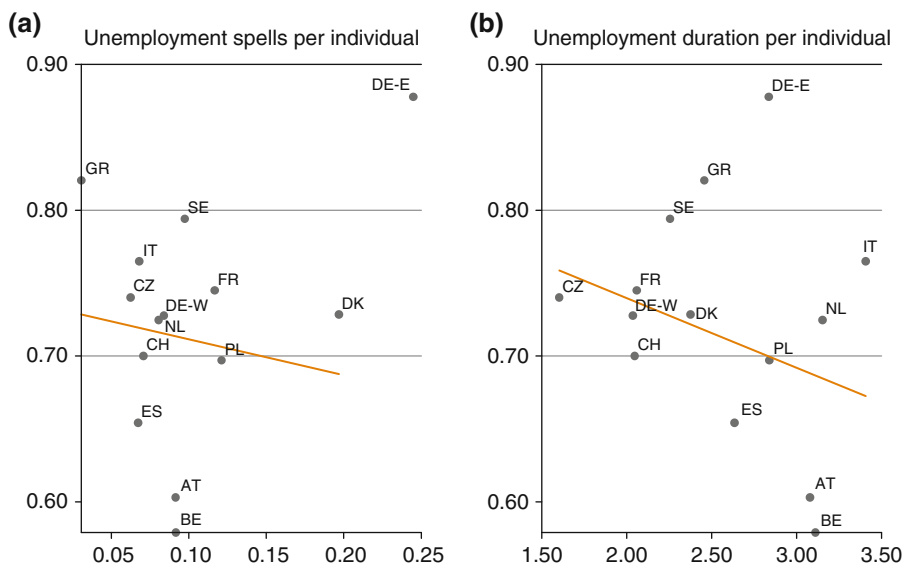 (a) Unemployment spells per individual
0.90
DE-E
GR
SE
0.80
IT
CZ
FR
DE-W
DK
NL
CH
PL
0.70
ES
AT
0.60
BE
0.05 0.10 0.15 0.20 0.25
(b) Unemployment duration per individual
0.90
DE-E
GR
SE
0.80
IT
CZ
FR
DE-W
DK
NL
CH
PL
0.70
ES
AT
0.60
BE
1.50 2.00 2.50 3.00 3.50